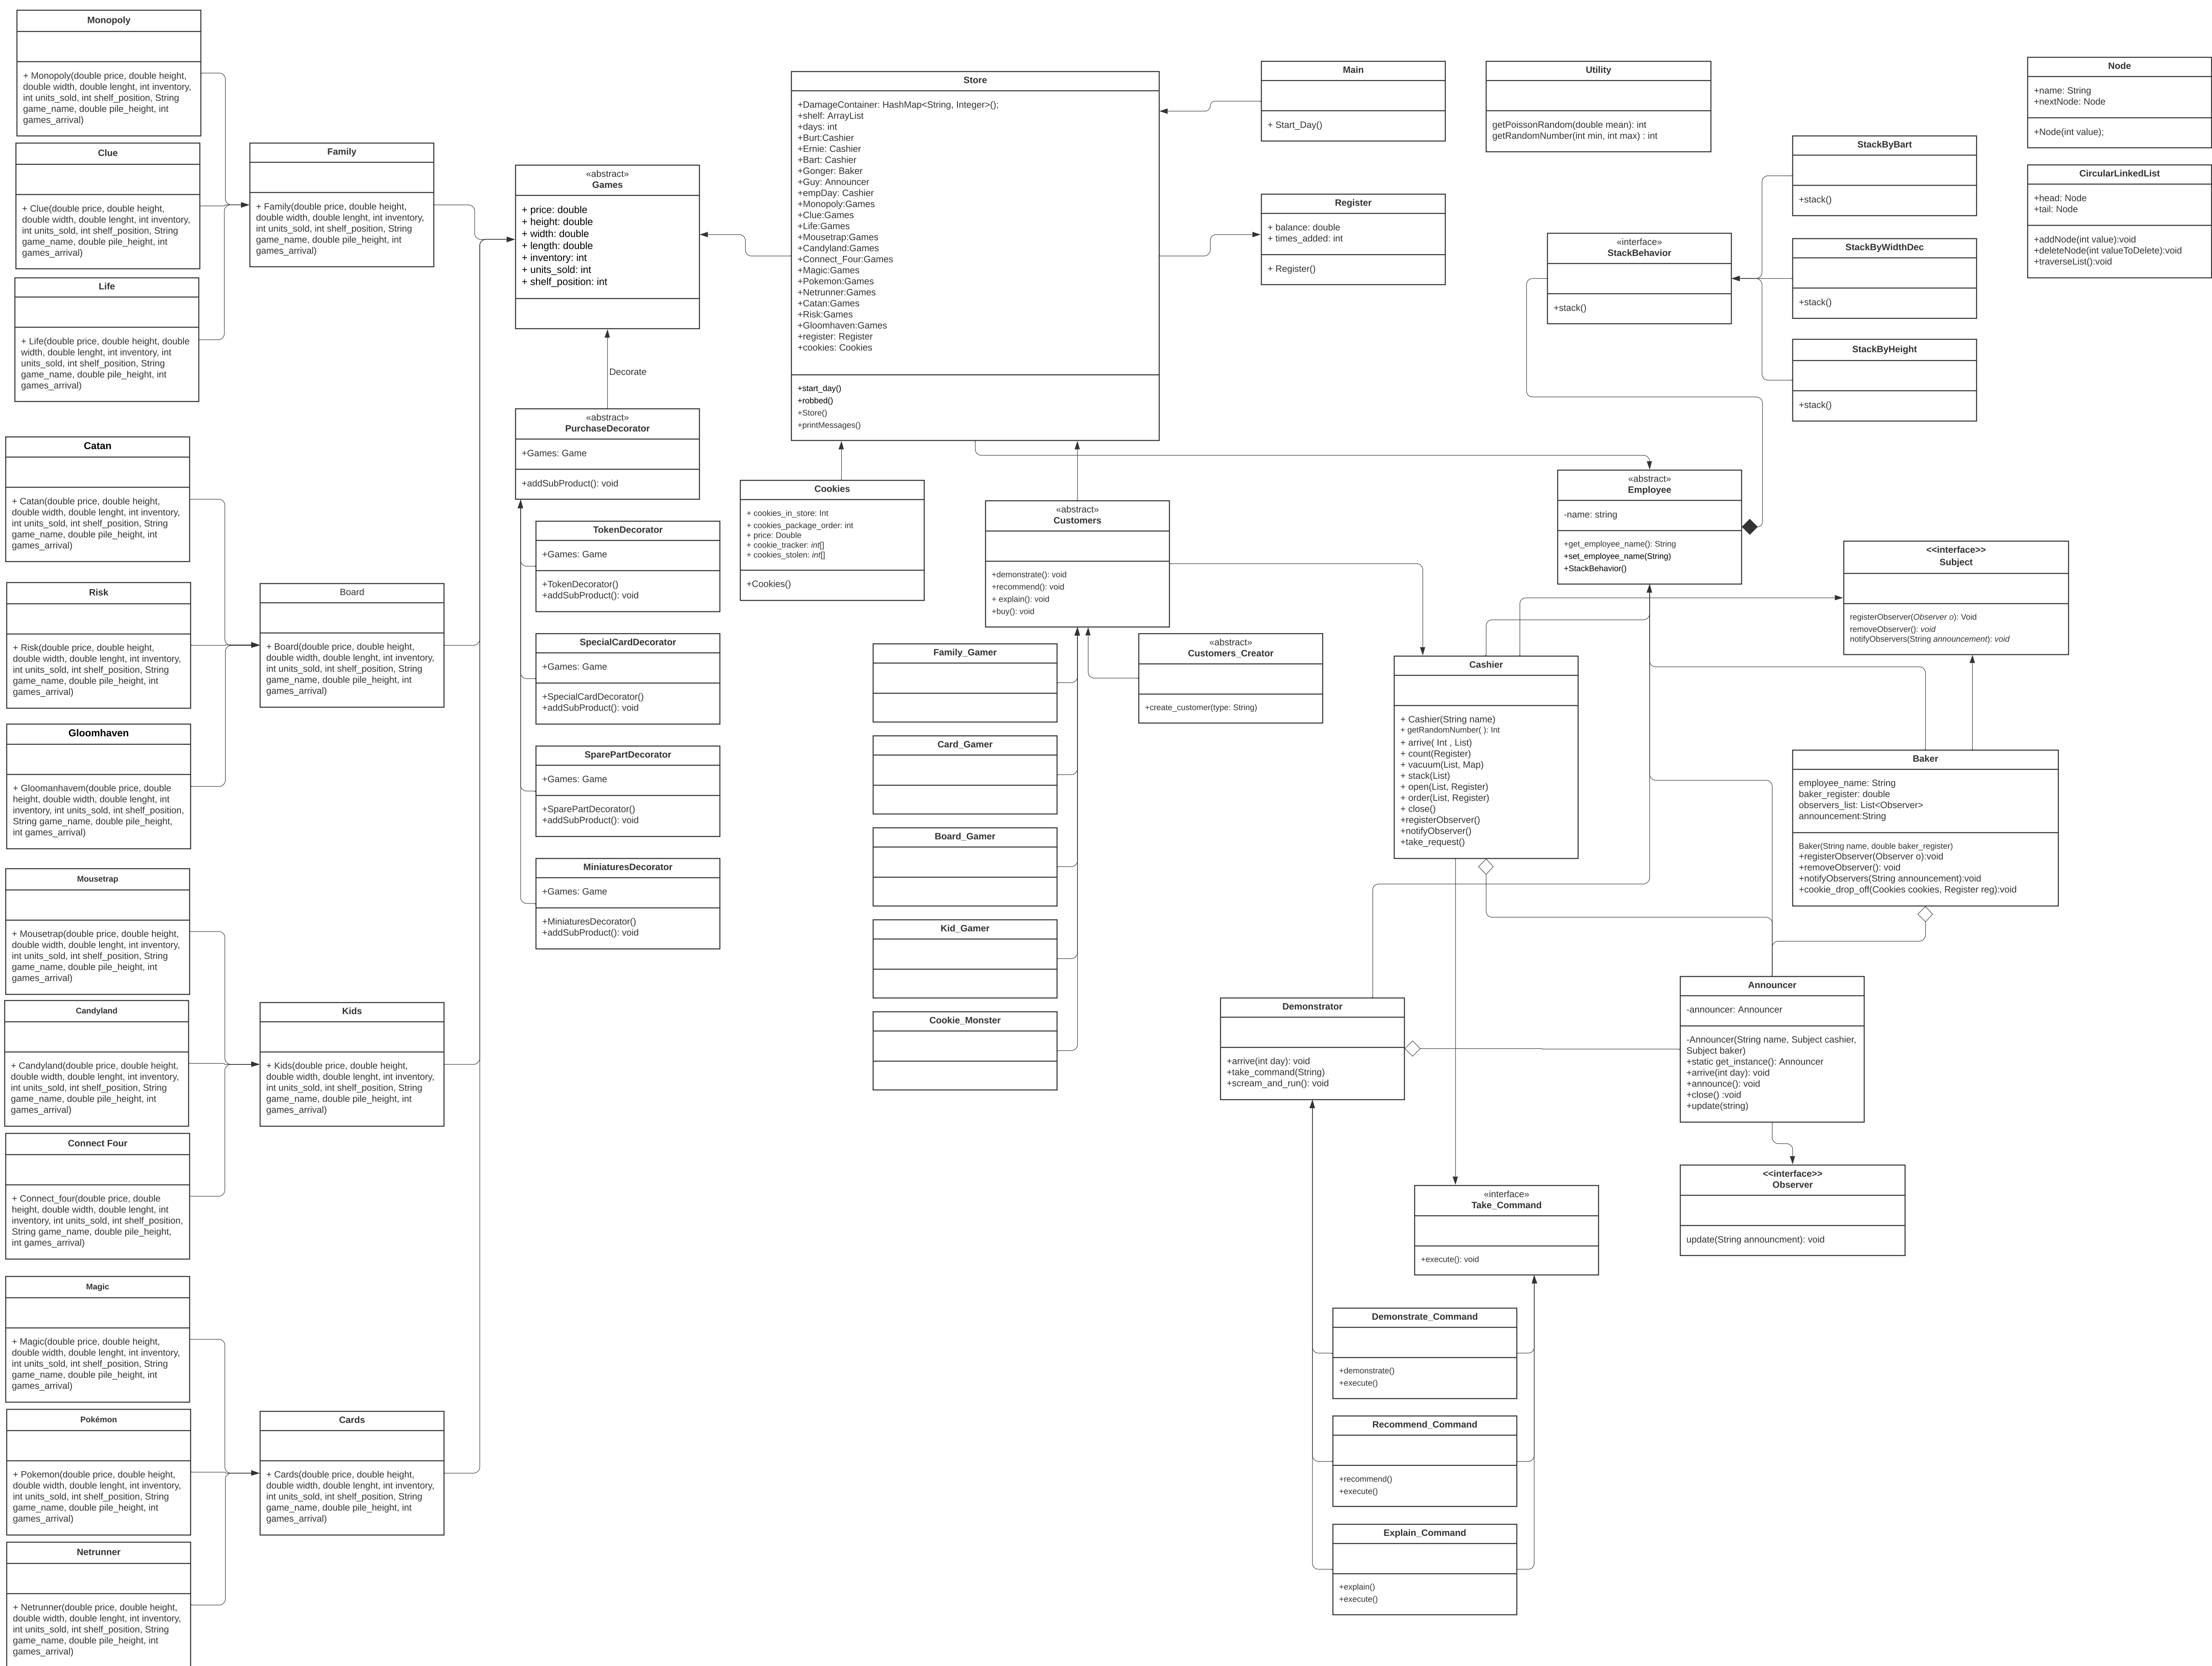 Monopoly
+ Monopoly(double price, double height,
double width, double lenght, int inventory,
int units_sold, int shelf_position, String
game_name, double pile_height, int
games_arrival)
Clue
+ Clue(double price, double height,
double width, double lenght, int inventory,
int units_sold, int shelf_position, String
game_name, double pile_height, int
games_arrival)
Life
+ Life(double price, double height, double
width, double lenght, int inventory, int
units_sold, int shelf_position, String
game_name, double pile_height, int
games_arrival)
Family
+ Family(double price, double height,
double width, double lenght, int inventory,
int units_sold, int shelf_position, String
game_name, double pile_height, int
games_arrival)
Catan
+ Catan(double price, double height,
double width, double lenght, int inventory,
int units_sold, int shelf_position, String
game_name, double pile_height, int
games_arrival)
Risk
+ Risk(double price, double height,
double width, double lenght, int inventory,
int units_sold, int shelf_position, String
game_name, double pile_height, int
games_arrival)
Gloomhaven
+ Gloomanhavem(double price, double
height, double width, double lenght, int
inventory, int units_sold, int shelf_position,
String game_name, double pile_height,
int games_arrival)
Board
+ Board(double price, double height,
double width, double lenght, int inventory,
int units_sold, int shelf_position, String
game_name, double pile_height, int
games_arrival)
Mousetrap
+ Mousetrap(double price, double height,
double width, double lenght, int inventory,
int units_sold, int shelf_position, String
game_name, double pile_height, int
games_arrival)
Candyland
+ Candyland(double price, double height,
double width, double lenght, int inventory,
int units_sold, int shelf_position, String
game_name, double pile_height, int
games_arrival)
Connect Four
+ Connect_four(double price, double
height, double width, double lenght, int
inventory, int units_sold, int shelf_position,
String game_name, double pile_height,
int games_arrival)
Kids
+ Kids(double price, double height,
double width, double lenght, int inventory,
int units_sold, int shelf_position, String
game_name, double pile_height, int
games_arrival)
Magic
+ Magic(double price, double height,
double width, double lenght, int inventory,
int units_sold, int shelf_position, String
game_name, double pile_height, int
games_arrival)
Pokémon
+ Pokemon(double price, double height,
double width, double lenght, int inventory,
int units_sold, int shelf_position, String
game_name, double pile_height, int
games_arrival)
Netrunner
+ Netrunner(double price, double height,
double width, double lenght, int inventory,
int units_sold, int shelf_position, String
game_name, double pile_height, int
games_arrival)
Cards
+ Cards(double price, double height,
double width, double lenght, int inventory,
int units_sold, int shelf_position, String
game_name, double pile_height, int
games_arrival)
«abstract»
Games
+ price: double
+ height: double
+ width: double
+ length: double
+ inventory: int
+ units_sold: int
+ shelf_position: int
Decorate
«abstract»
PurchaseDecorator
+Games: Game
+addSubProduct(): void
TokenDecorator
+Games: Game
+TokenDecorator()
+addSubProduct(): void
SpecialCardDecorator
+Games: Game
+SpecialCardDecorator()
+addSubProduct(): void
SparePartDecorator
+Games: Game
+SparePartDecorator()
+addSubProduct(): void
MiniaturesDecorator
+Games: Game
+MiniaturesDecorator()
+addSubProduct(): void
Store
+DamageContainer: HashMap<String, Integer>();
+shelf: ArrayList
+days: int
+Burt:Cashier
+Ernie: Cashier
+Bart: Cashier
+Gonger: Baker
+Guy: Announcer
+empDay: Cashier
+Monopoly:Games
+Clue:Games
+Life:Games
+Mousetrap:Games
+Candyland:Games
+Connect_Four:Games
+Magic:Games
+Pokemon:Games
+Netrunner:Games
+Catan:Games
+Risk:Games
+Gloomhaven:Games
+register: Register
+cookies: Cookies
+start_day()
+robbed()
+Store()
+printMessages()
Cookies
+ cookies_in_store: Int
+ cookies_package_order: int
+ price: Double
+ cookie_tracker: int[]
+ cookies_stolen: int[]
+Cookies()
«abstract»
Customers
+demonstrate(): void
+recommend(): void
+ explain(): void
+buy(): void
Family_Gamer
Card_Gamer
Board_Gamer
Kid_Gamer
Cookie_Monster
«abstract»
Customers_Creator
+create_customer(type: String)
Main
+ Start_Day()
Register
+ balance: double
+ times_added: int
+ Register()
Utility
getPoissonRandom(double mean): int
getRandomNumber(int min, int max) : int
«interface»
StackBehavior
+stack()
StackByBart
+stack()
StackByWidthDec
+stack()
StackByHeight
+stack()
Node
+name: String
+nextNode: Node
+Node(int value);
CircularLinkedList
+head: Node
+tail: Node
+addNode(int value):void
+deleteNode(int valueToDelete):void
+traverseList():void
«abstract»
Employee
-name: string
+get_employee_name(): String
+set_employee_name(String)
+StackBehavior()
<<interface>>
Subject
registerObserver(Observer o): Void
removeObserver(): void
notifyObservers(String announcement): void
Cashier
+ Cashier(String name)
+ getRandomNumber( ): Int
+ arrive( Int , List)
+ count(Register)
+ vacuum(List, Map)
+ stack(List)
+ open(List, Register)
+ order(List, Register)
+ close()
+registerObserver()
+notifyObserver()
+take_request()
Baker
employee_name: String
baker_register: double
observers_list: List<Observer>
announcement:String
Baker(String name, double baker_register)
+registerObserver(Observer o):void
+removeObserver(): void
+notifyObservers(String announcement):void
+cookie_drop_off(Cookies cookies, Register reg):void
Demonstrator
+arrive(int day): void
+take_command(String)
+scream_and_run(): void
Announcer
-announcer: Announcer
-Announcer(String name, Subject cashier,
Subject baker)
+static get_instance(): Announcer
+arrive(int day): void
+announce(): void
+close() :void
+update(string)
<<interface>>
Observer
update(String announcment): void
«interface»
Take_Command
+execute(): void
Demonstrate_Command
+demonstrate()
+execute()
Recommend_Command
+recommend()
+execute()
Explain_Command
+explain()
+execute()